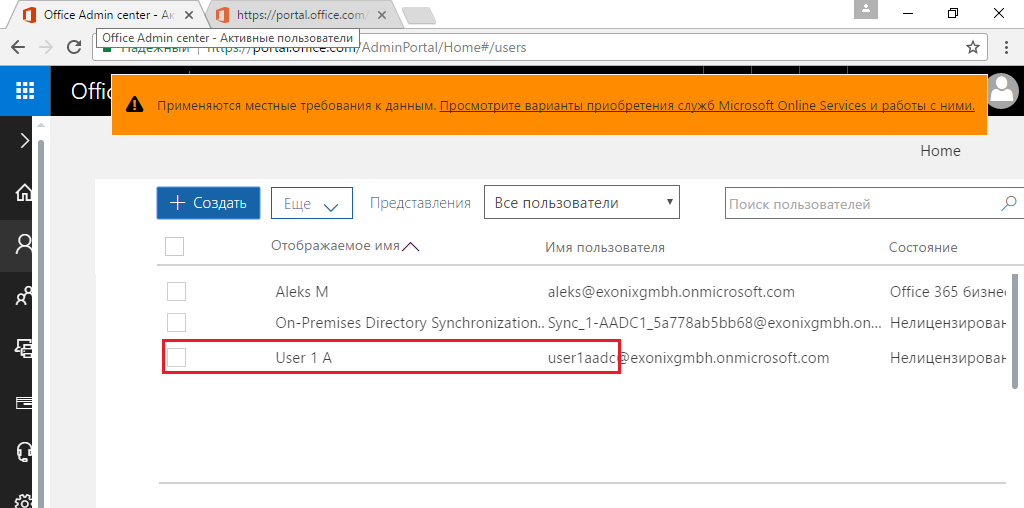 Office Admin center - Ак
https://portal.office.com/
Office Admin center - Активные пользователи
Надежный https://portal.office.com/AdminPortal/Home#/users
Offic
Применяются местные требования к данным. Просмотрите варианты приобретения служб Microsoft Online Services и работы с ними.
Home
Создать Еще Представления Все пользователи Поиск пользователей
Отображаемое имя Имя пользователя Состояние
Aleks M aleks@exonixgmbh.onmicrosoft.com Office 365 бизнес
On-Premises Directory Synchronization... Sync_1-AADC1_5a778ab5bb68@exonixgmbh.on... Нелицензирован
User 1 A user1aadc@exonixgmbh.onmicrosoft.com Нелицензирован